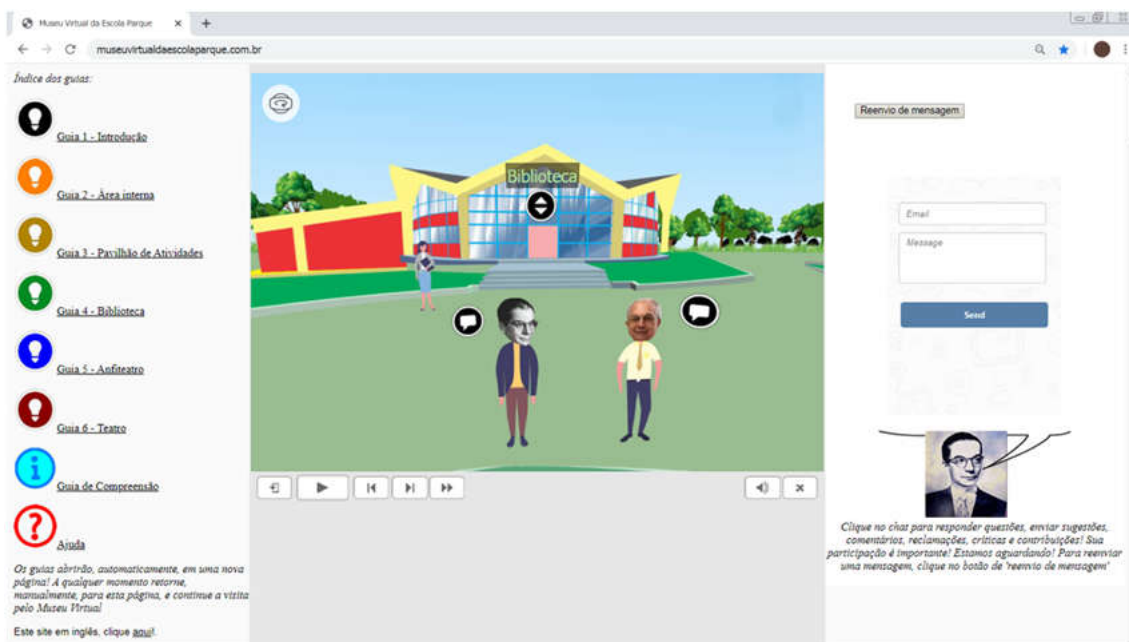 Museu Virtual da Escola Parque
museuvirtualdaescolaparque.com.br
Índice dos guias:
Guia 1 - Introdução
Guia 2 - Área interna
Guia 3 - Pavilhão de Atividades
Guia 4 - Biblioteca
Guia 5 - Anfiteatro
Guia 6 - Teatro
Guia de Compreensão
Ajuda
Os guias abrirão, automaticamente, em uma nova
página! A qualquer momento retorne,
manualmente, para esta página, e continue a visita
pelo Museu Virtual
Este site em inglês, clique aqui!.
Biblioteca
Reenvio de mensagem
Email
Message
Send
Clique no chat para responder questões, enviar sugestões,
comentários, reclamações, críticas e contribuições! Sua
participação é importante! Estamos aguardando! Para reenviar
uma mensagem, clique no botão de 'reenvio de mensagem'